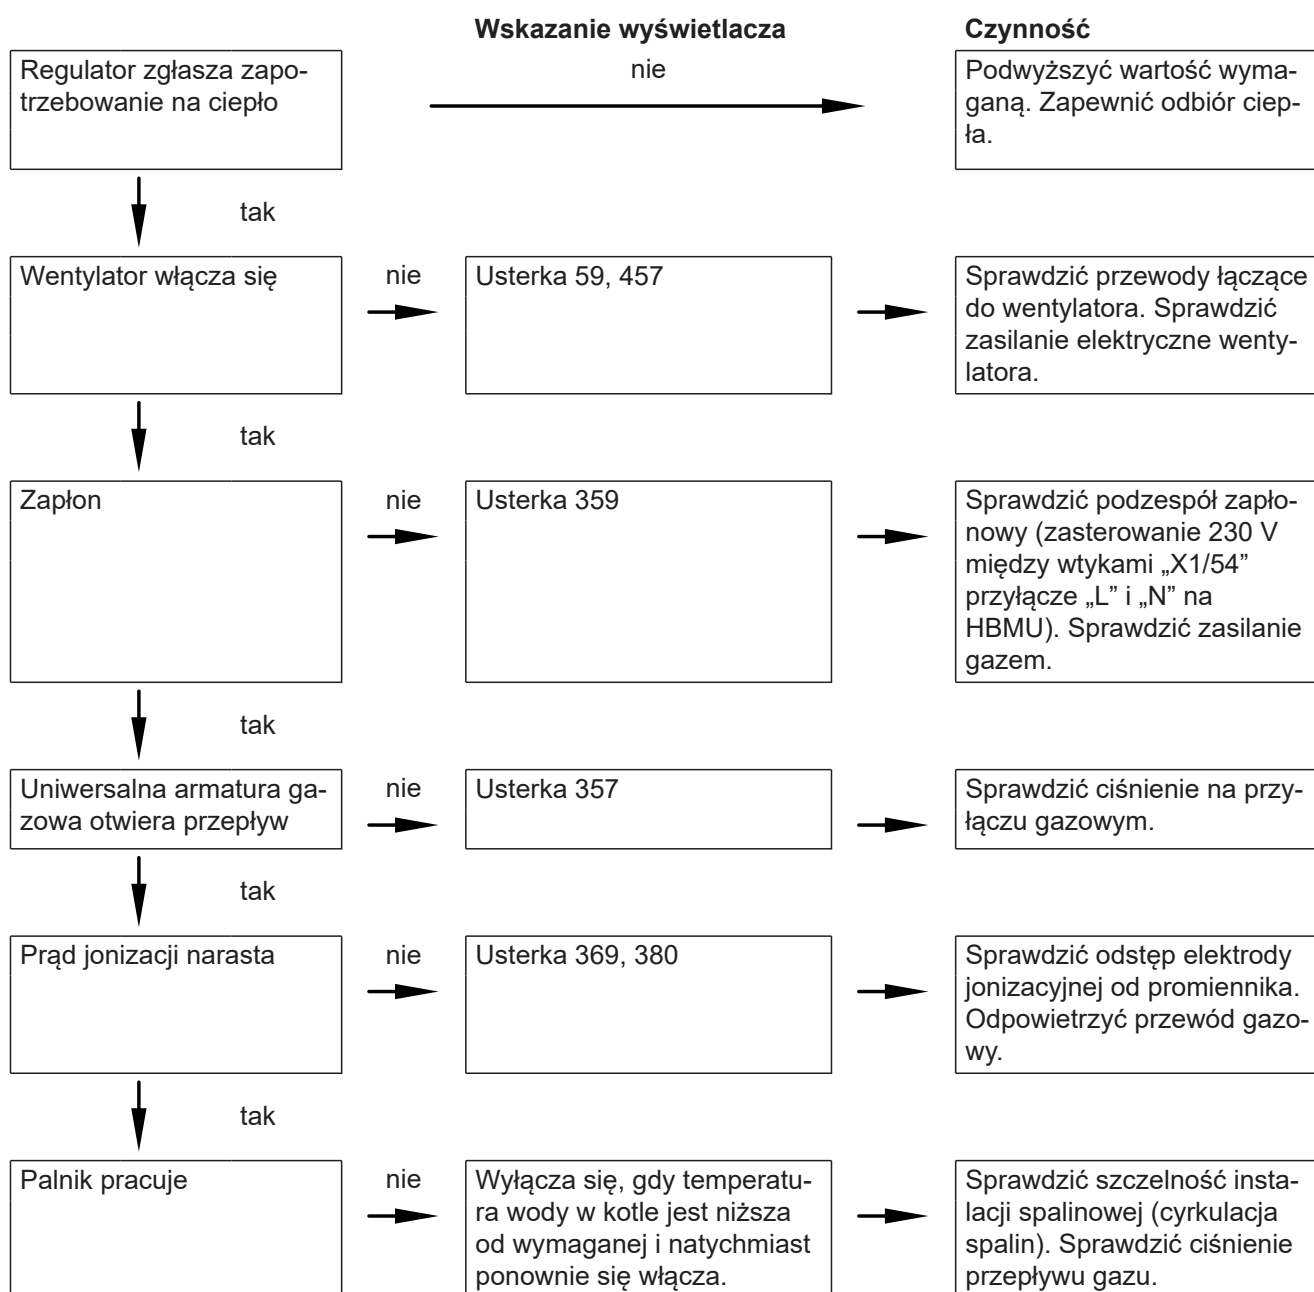 Wskazanie wyświetlacza
Czynność
Regulator zgłasza zapo-
trzebowanie na ciepło
nie
Podwyższyć wartość wyma-
ganą. Zapewnić odbiór ciep-
ła.
tak
Wentylator włącza się
nie
Usterka 59, 457
Sprawdzić przewody łączące
do wentylatora. Sprawdzić
zasilanie elektryczne wenty-
latora.
tak
Zapłon
nie
Usterka 359
Sprawdzić podzespół zapło-
nowy (zasterowanie 230 V
między wtykami „X1/54”
przyłącze „L” i „N” na
HBMU). Sprawdzić zasilanie
gazem.
tak
Uniwersalna armatura ga-
zowa otwiera przepływ
nie
Usterka 357
Sprawdzić ciśnienie na przy-
łączu gazowym.
tak
Prąd jonizacji narasta
nie
Usterka 369, 380
Sprawdzić odstęp elektrody
jonizacyjnej od promiennika.
Odpowietrzyć przewód gazo-
wy.
tak
Palnik pracuje
nie
Wyłącza się, gdy temperatu-
ra wody w kotle jest niższa
od wymaganej i natychmiast
ponownie się włącza.
Sprawdzić szczelność insta-
lacji spalinowej (cyrkulacja
spalin). Sprawdzić ciśnienie
przepływu gazu.